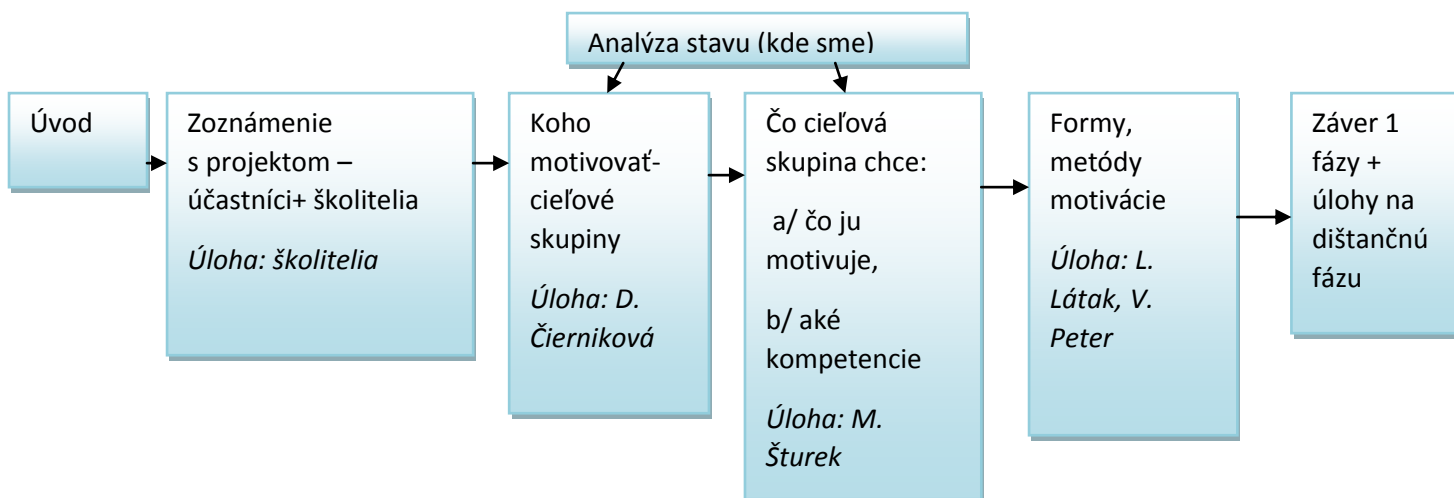 Analýza stavu (kde sme)
Úvod
Zoznámenie
s projektom –
účastníci+ školitelia
Úloha: školitelia
Koho
motivovať-
cieľové
skupiny
Úloha: D.
Čierniková
Čo cieľová
skupina chce:
a/ čo ju
motivuje,
b/ aké
kompetencie
Úloha: M.
Šturek
Formy,
metódy
motivácie
Úloha: L.
Látak, V.
Peter
Záver 1
fázy +
úlohy na
dištančnú
fázu